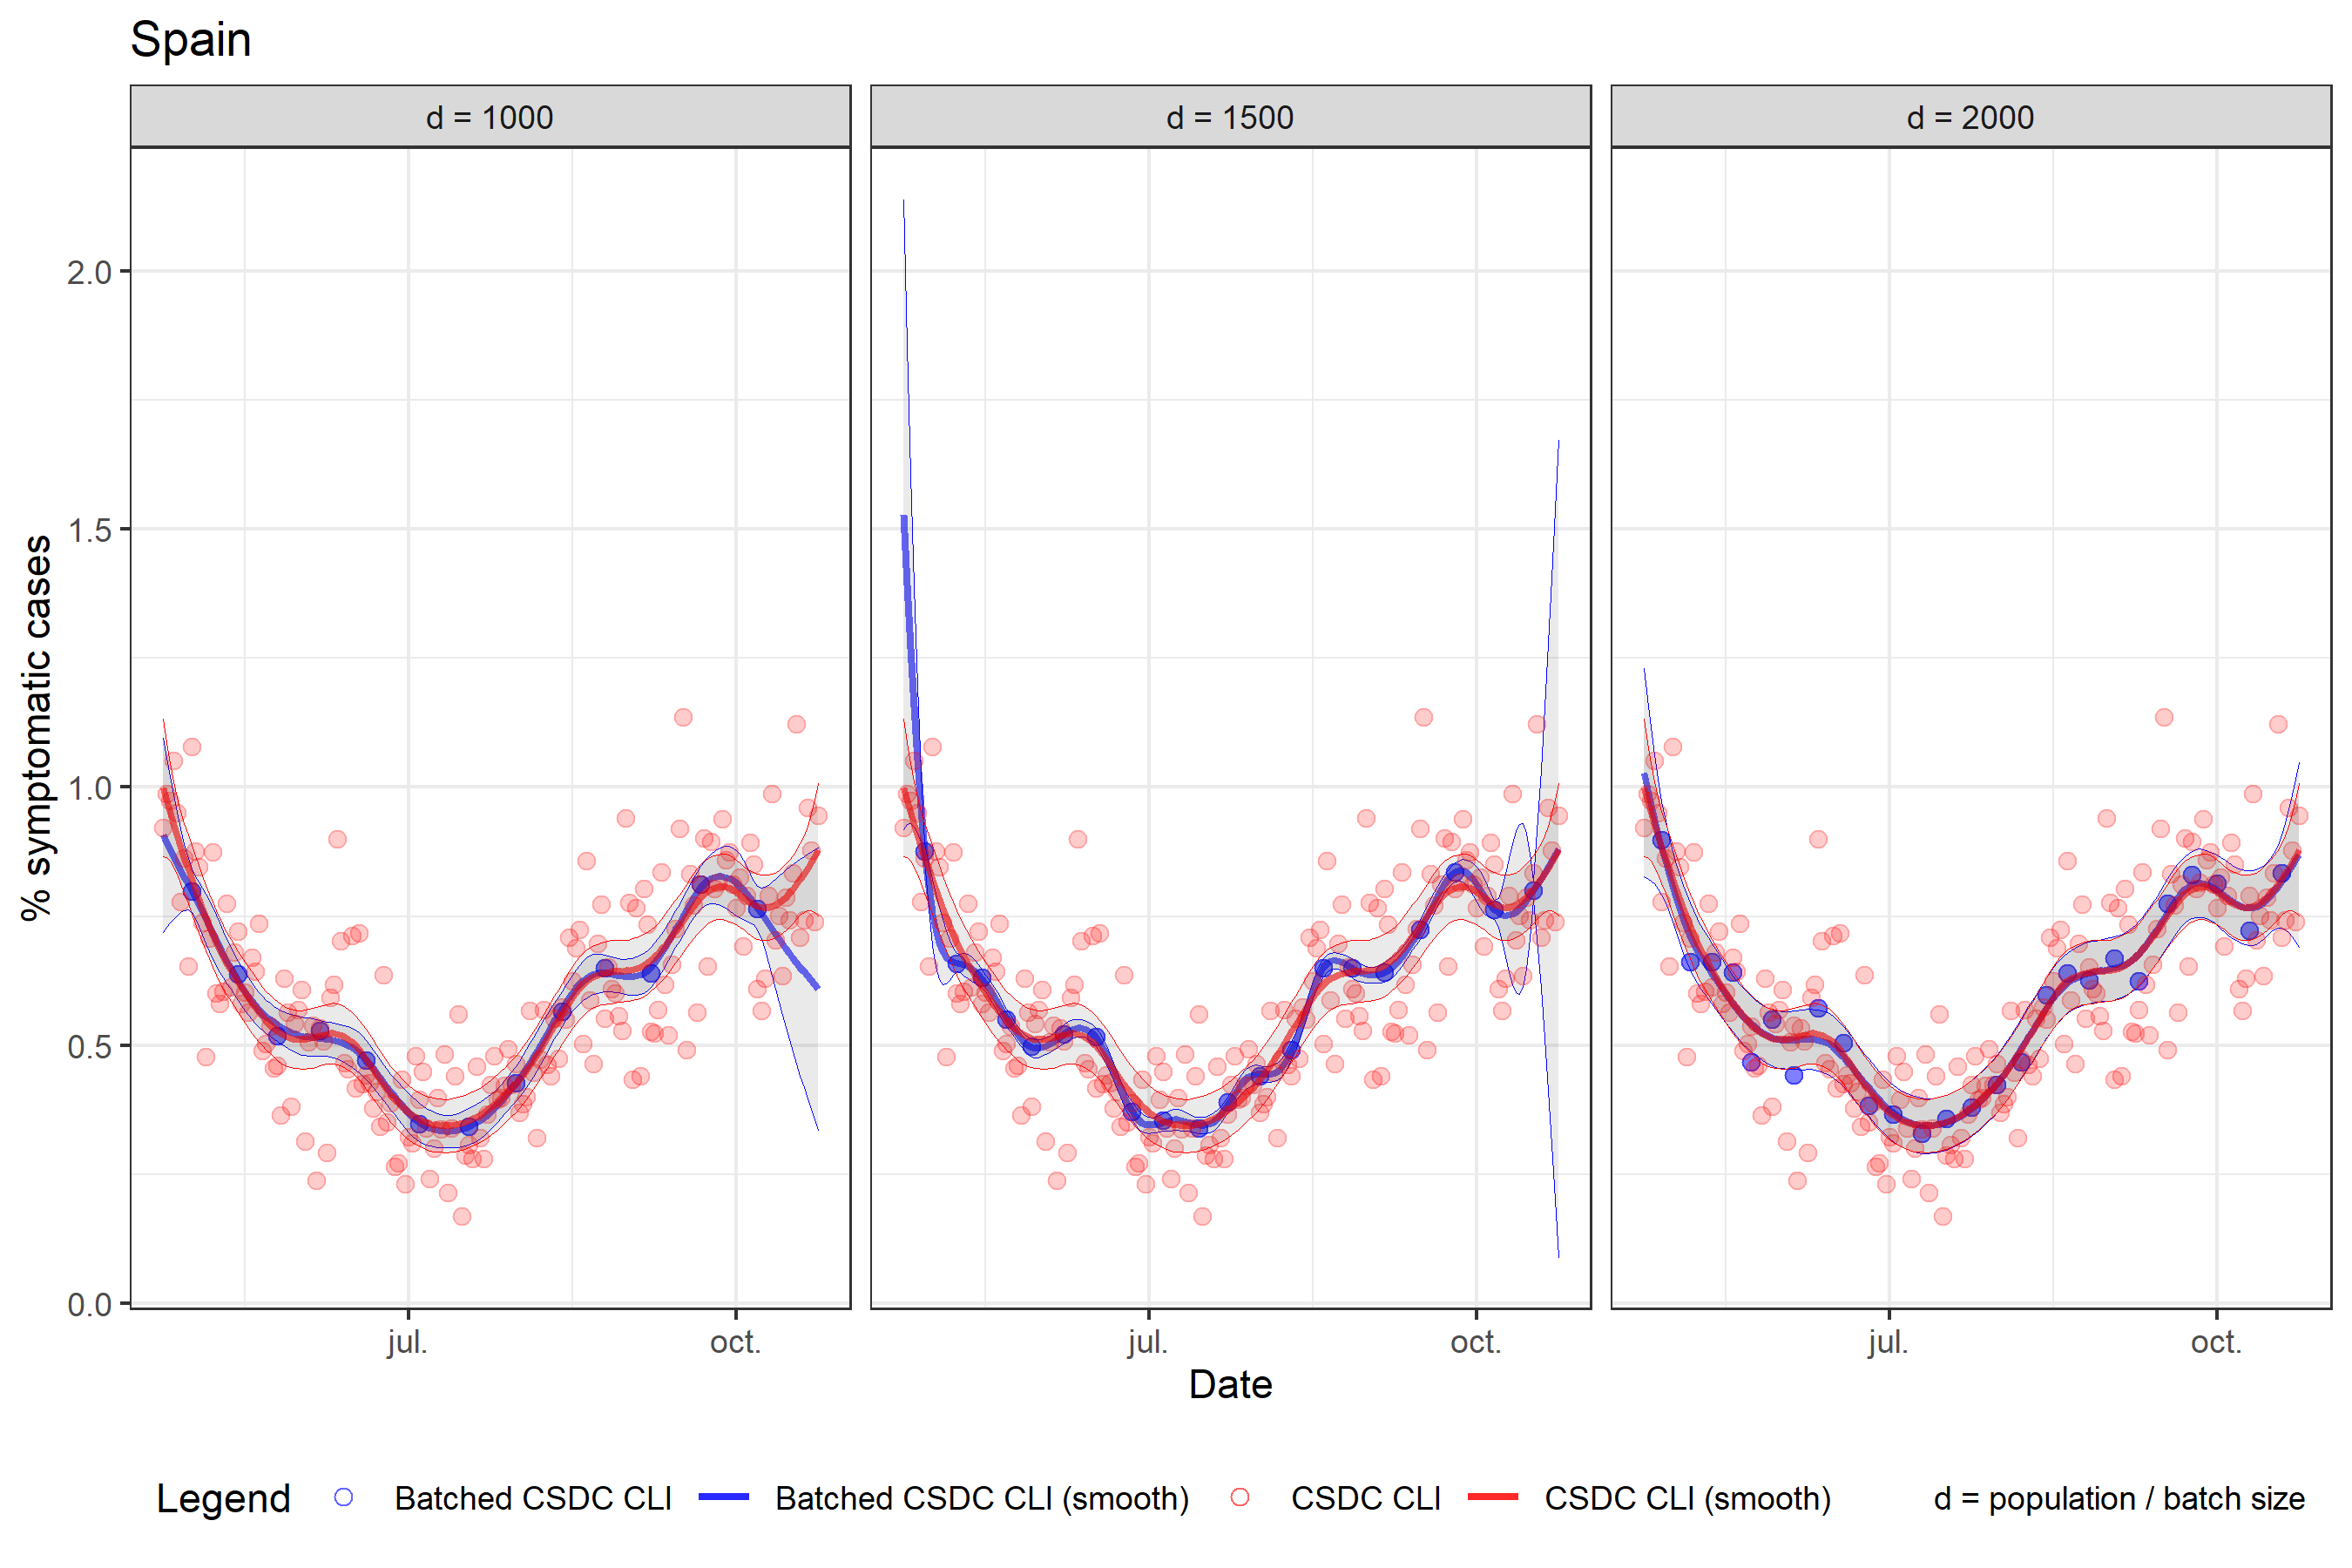 Spain
d = 1000
d = 1500
d = 2000
% symptomatic cases
2.0
1.5
1.0
0.5
0.0
jul.
oct.
jul.
oct.
jul.
oct.
Date
Legend
Batched CSDC CLI
Batched CSDC CLI (smooth)
CSDC CLI
CSDC CLI (smooth)
d = population / batch size